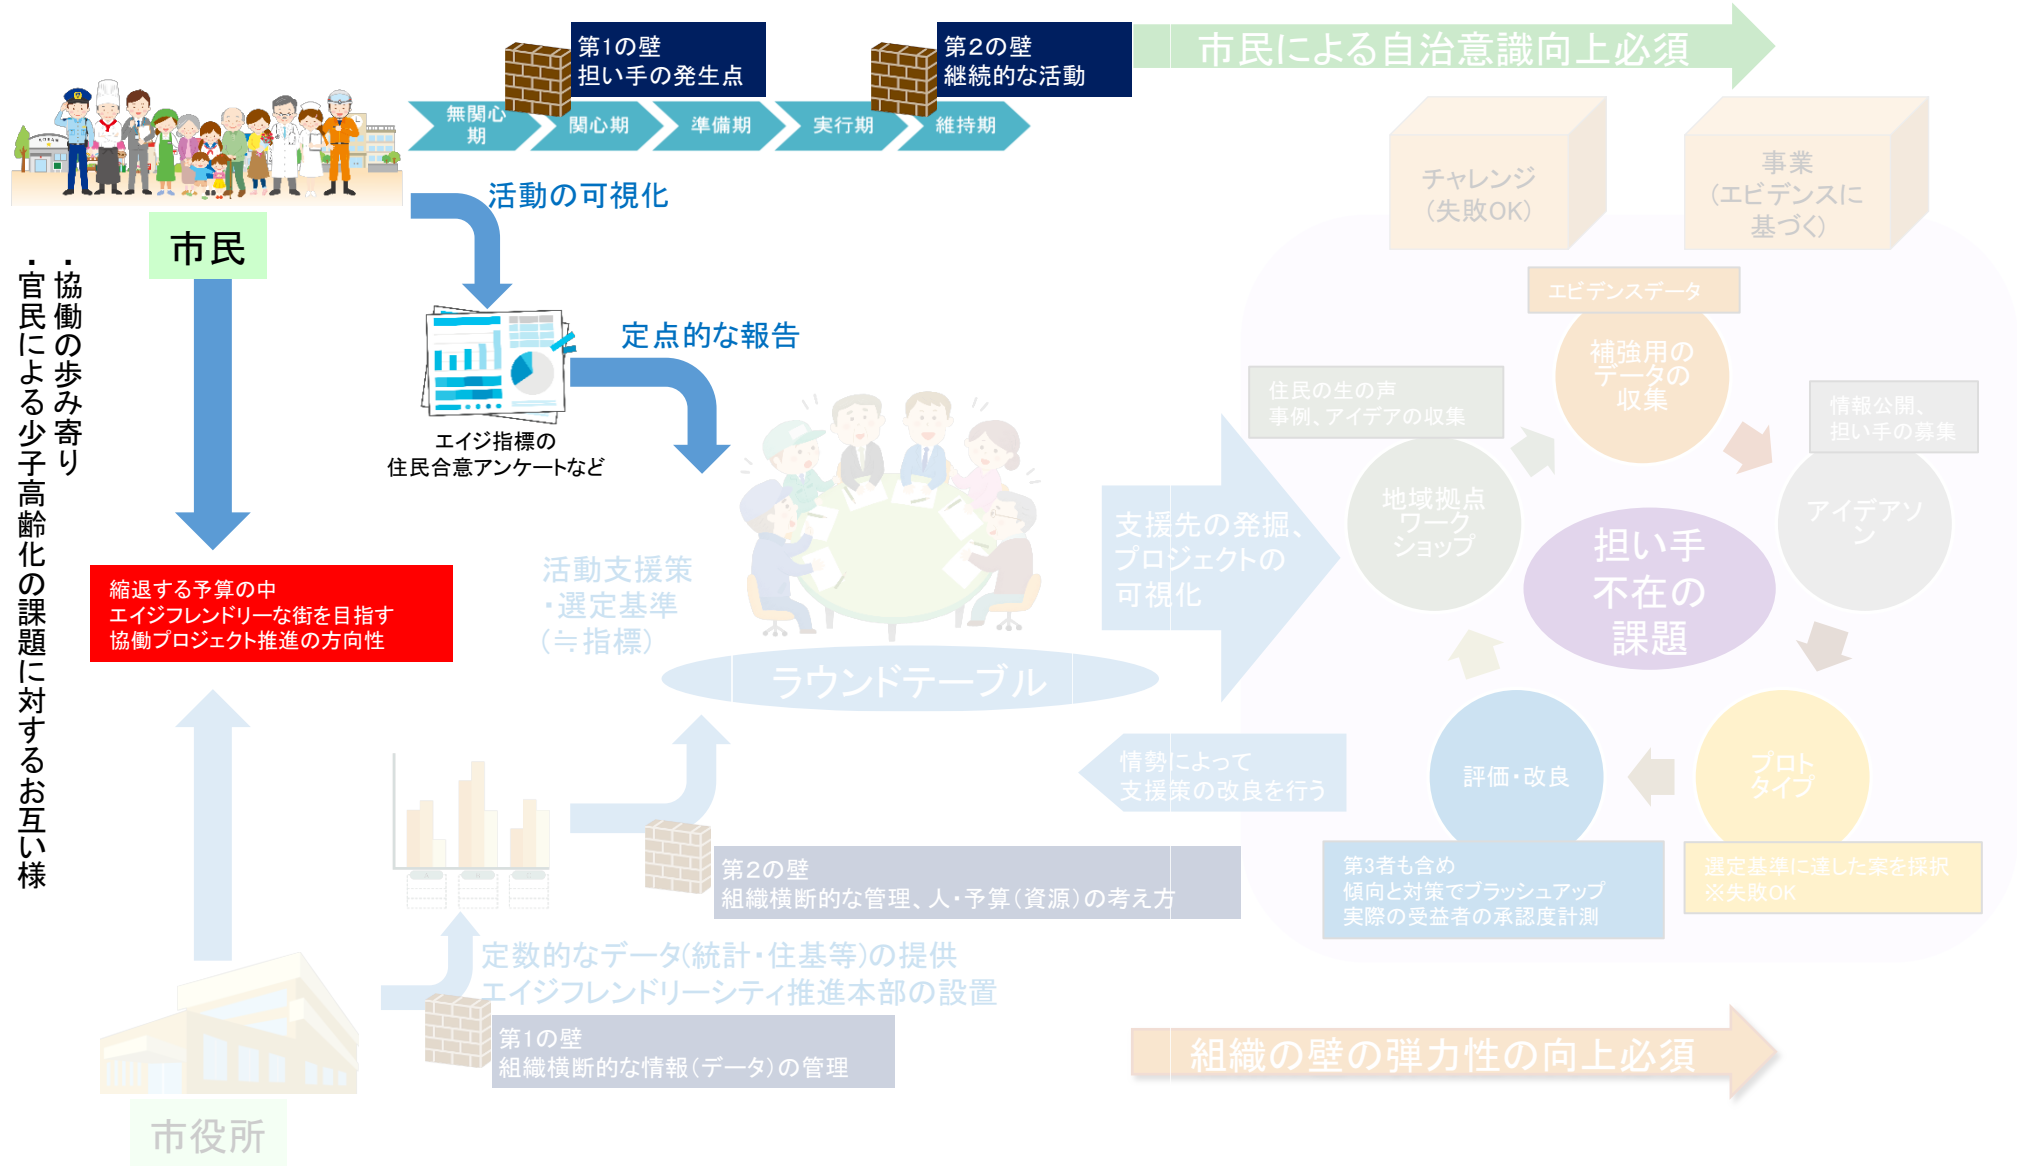 第1の壁
担い手の発生点
第2の壁
継続的な活動
市民による自治意識向上必須
無関心
期
関心期
準備期
実行期
維持期
活動の可視化
市民
・協働の歩み寄り
・官民による少子高齢化の課題に対するお互い様
定点的な報告
エイジ指標の
住民合意アンケートなど
縮退する予算の中
エイジフレンドリーな街を目指す
協働プロジェクト推進の方向性
活動支援策
・選定基準
(≒指標)
ラウンドテーブル
支援先の発掘、
プロジェクトの
可視化
情勢によって
支援策の改良を行う
チャレンジ
(失敗OK)
事業
(エビデンスに
基づく)
エビデンスデータ
補強用の
データの
収集
住民の生の声
事例、アイデアの収集
情報公開、
担い手の募集
地域拠点
ワーク
ショップ
アイデアソ
ン
担い手
不在の
課題
評価・改良
プロト
タイプ
第3者も含め
傾向と対策でブラッシュアップ
実際の受益者の承認度計測
選定基準に達した案を採択
※失敗OK
第2の壁
組織横断的な管理、人・予算(資源)の考え方
定数的なデータ(統計・住基等)の提供
エイジフレンドリーシティ推進本部の設置
第1の壁
組織横断的な情報(データ)の管理
組織の壁の弾力性の向上必須
市役所